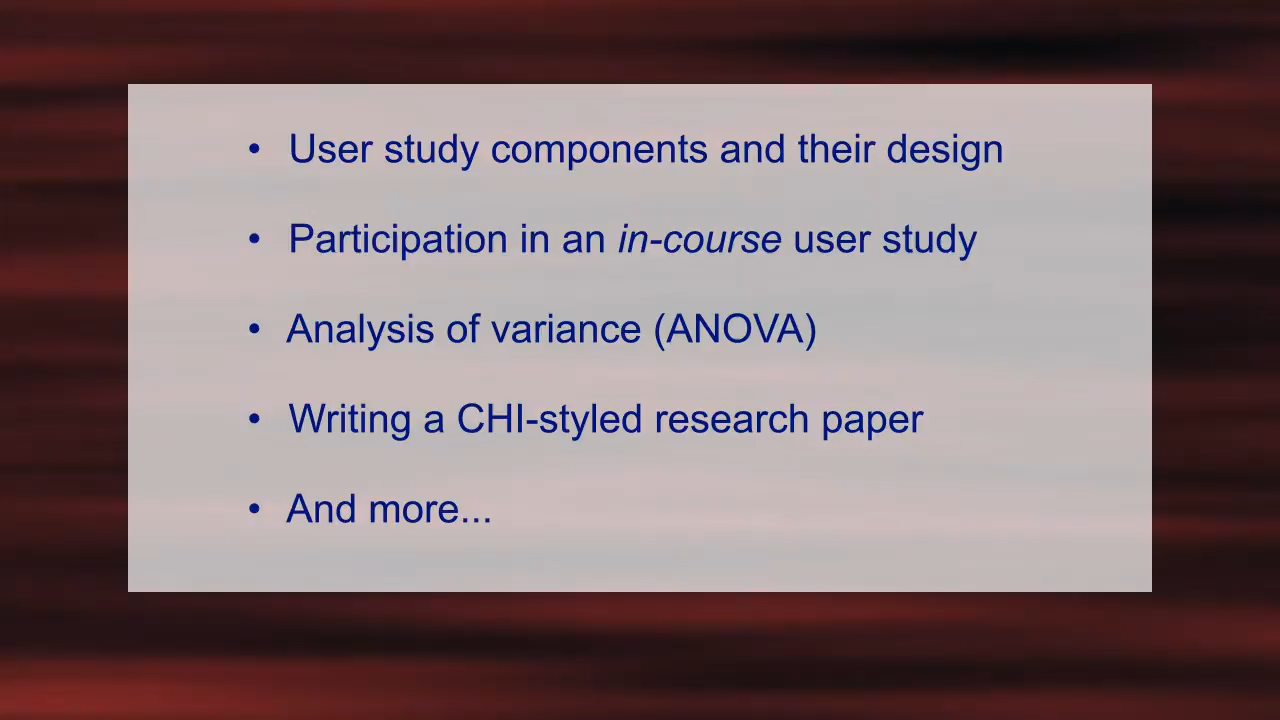 • User study components and their design
• Participation in an in-course user study
• Analysis of variance (ANOVA)
• Writing a CHI-styled research paper
• And more...